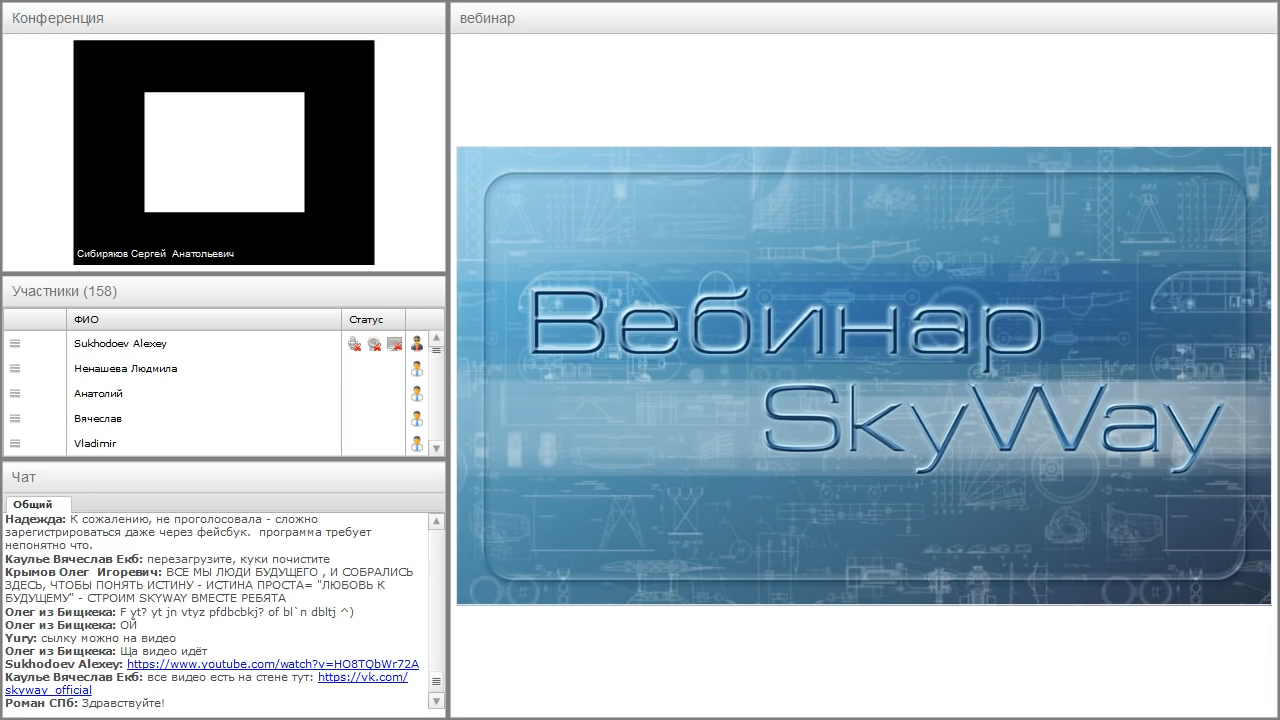 Конференция
Сибиряков Сергей  Анатольевич
Участники (158)
ФИО
Статус
Sukhodoev Alexey
Ненашева Людмила
Анатолий
Вячеслав
Vladimir
Чат
Общий
Надежда: К сожалению, не проголосовала - сложно
зарегистрироваться даже через фейсбук.  программа требует
непонятно что.
Каулье Вячеслав Екб: перезагрузите, куки почистите
Крымов Олег  Игоревич: ВСЕ МЫ ЛЮДИ БУДУЩЕГО , И СОБРАЛИСЬ
ЗДЕСЬ, ЧТОБЫ ПОНЯТЬ ИСТИНУ - ИСТИНА ПРОСТА= "ЛЮБОВЬ К
БУДУЩЕМУ" - СТРОИМ SKYWAY ВМЕСТЕ РЕБЯТА
Олег из Бищкека: F yt? yt jn vtyz pfdbcbkj? of bl`n dbltj ^)
Олег из Бищкека: ОЙ
Yury: сылку можно на видео
Олег из Бищкека: Ща видео идёт
Sukhodoev Alexey: https://www.youtube.com/watch?v=HO8TQbWr72A
Каулье Вячеслав Екб: все видео есть на стене тут: https://vk.com/
skyway_official
Роман СПб: Здравствуйте!
вебинар
Вебинар
SkyWay